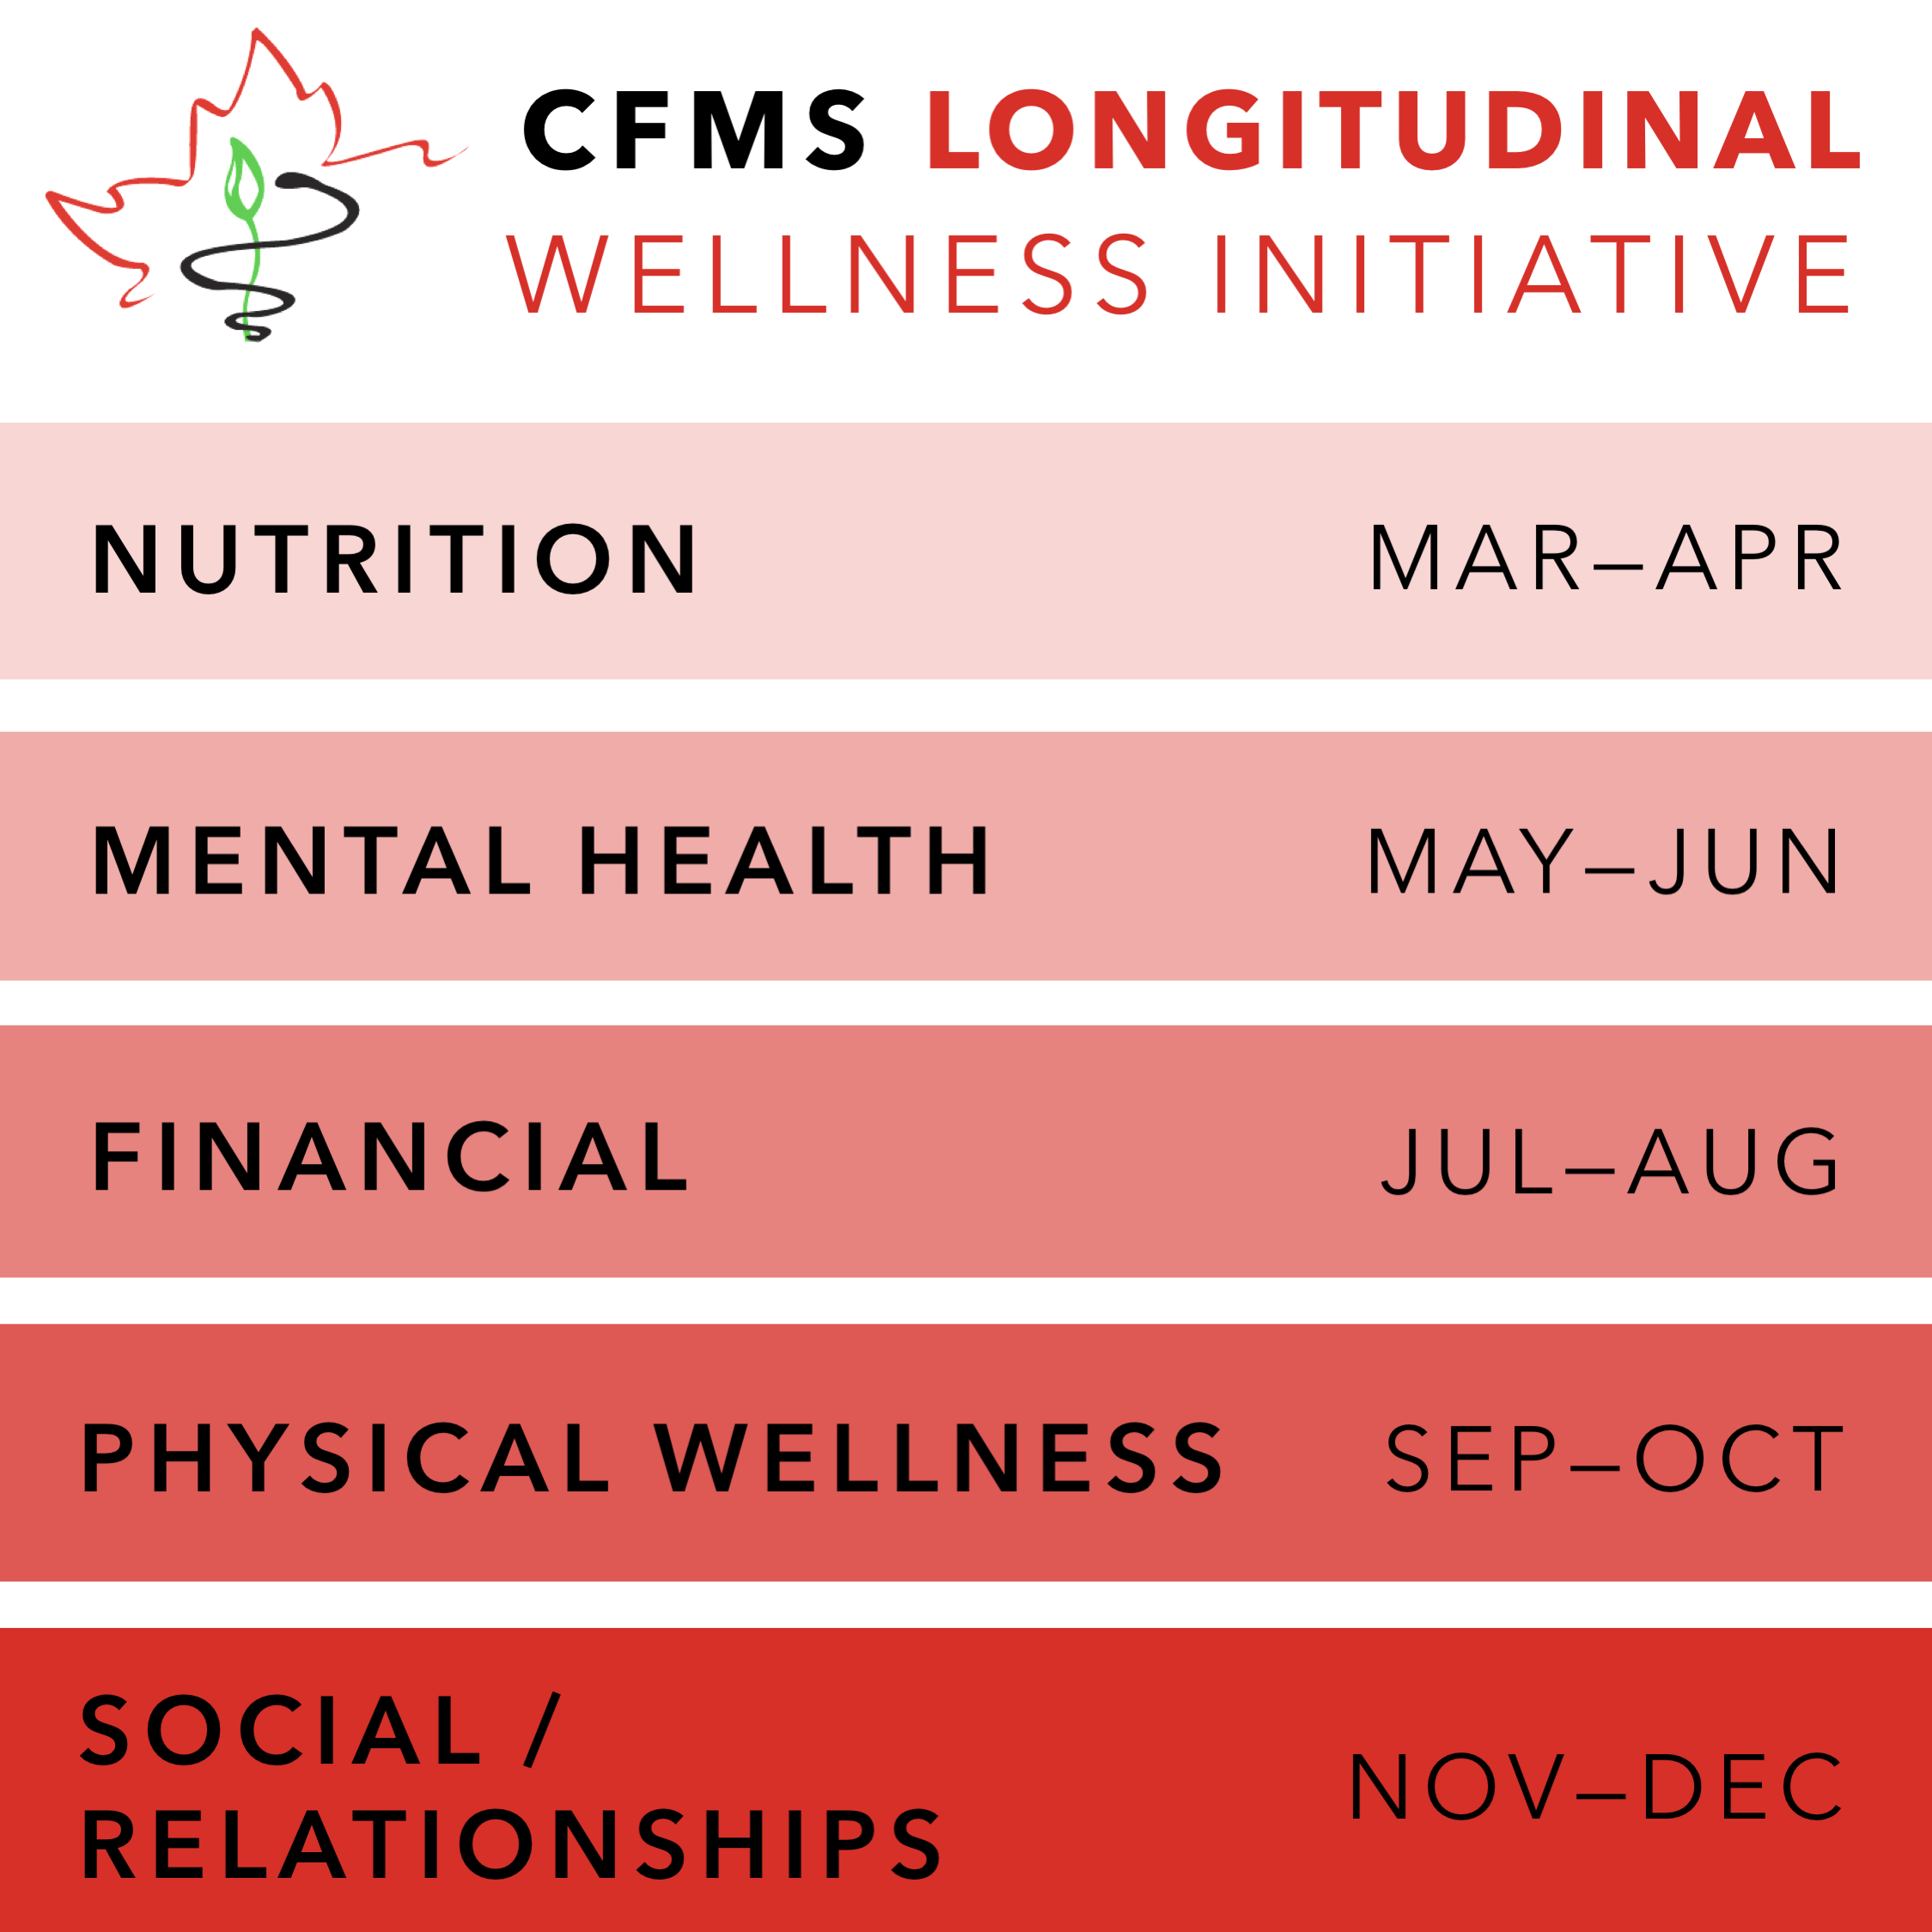 CFMS LONGITUDINAL
WELLNESS INITIATIVE
NUTRITION MAR—APR
MENTAL HEALTH MAY—JUN
FINANCIAL JUL—AUG
PHYSICAL WELLNESS SEP—OCT
SOCIAL /
RELATIONSHIPS
NOV—DEC